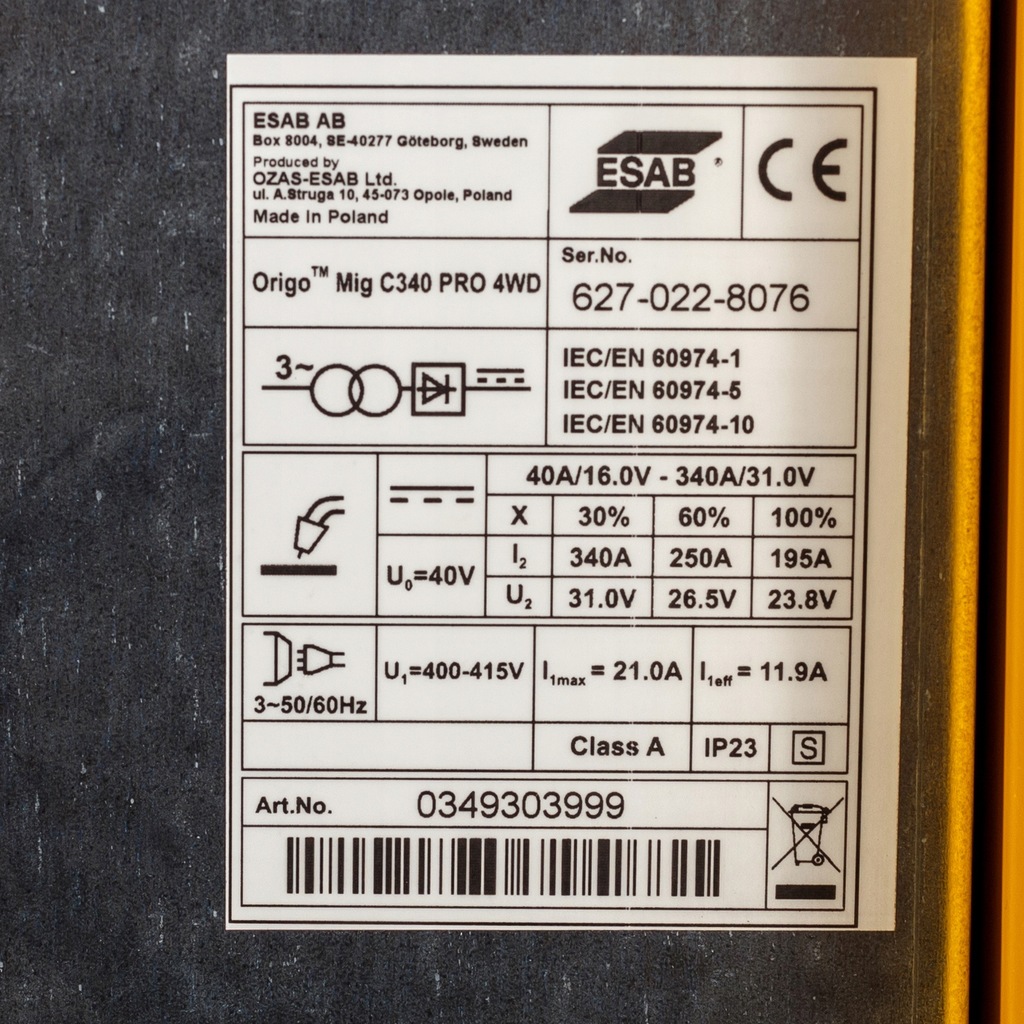 ESAB AB
Box 8004, SE-40277 Göteborg, Sweden
Produced by
OZAS-ESAB Ltd.
ul. A.Struga 10, 45-073 Opole, Poland
Made In Poland
ESAB ®
CE
Origo™ Mig C340 PRO 4WD
Ser.No.
627-022-8076
3~
IEC/EN 60974-1
IEC/EN 60974-5
IEC/EN 60974-10
40A/16.0V - 340A/31.0V
X 30% 60% 100%
U₀=40V
I₂ 340A 250A 195A
U₂ 31.0V 26.5V 23.8V
3~50/60Hz
U₁=400-415V
I₁max = 21.0A
I₁eff = 11.9A
Class A
IP23
S
Art.No. 0349303999